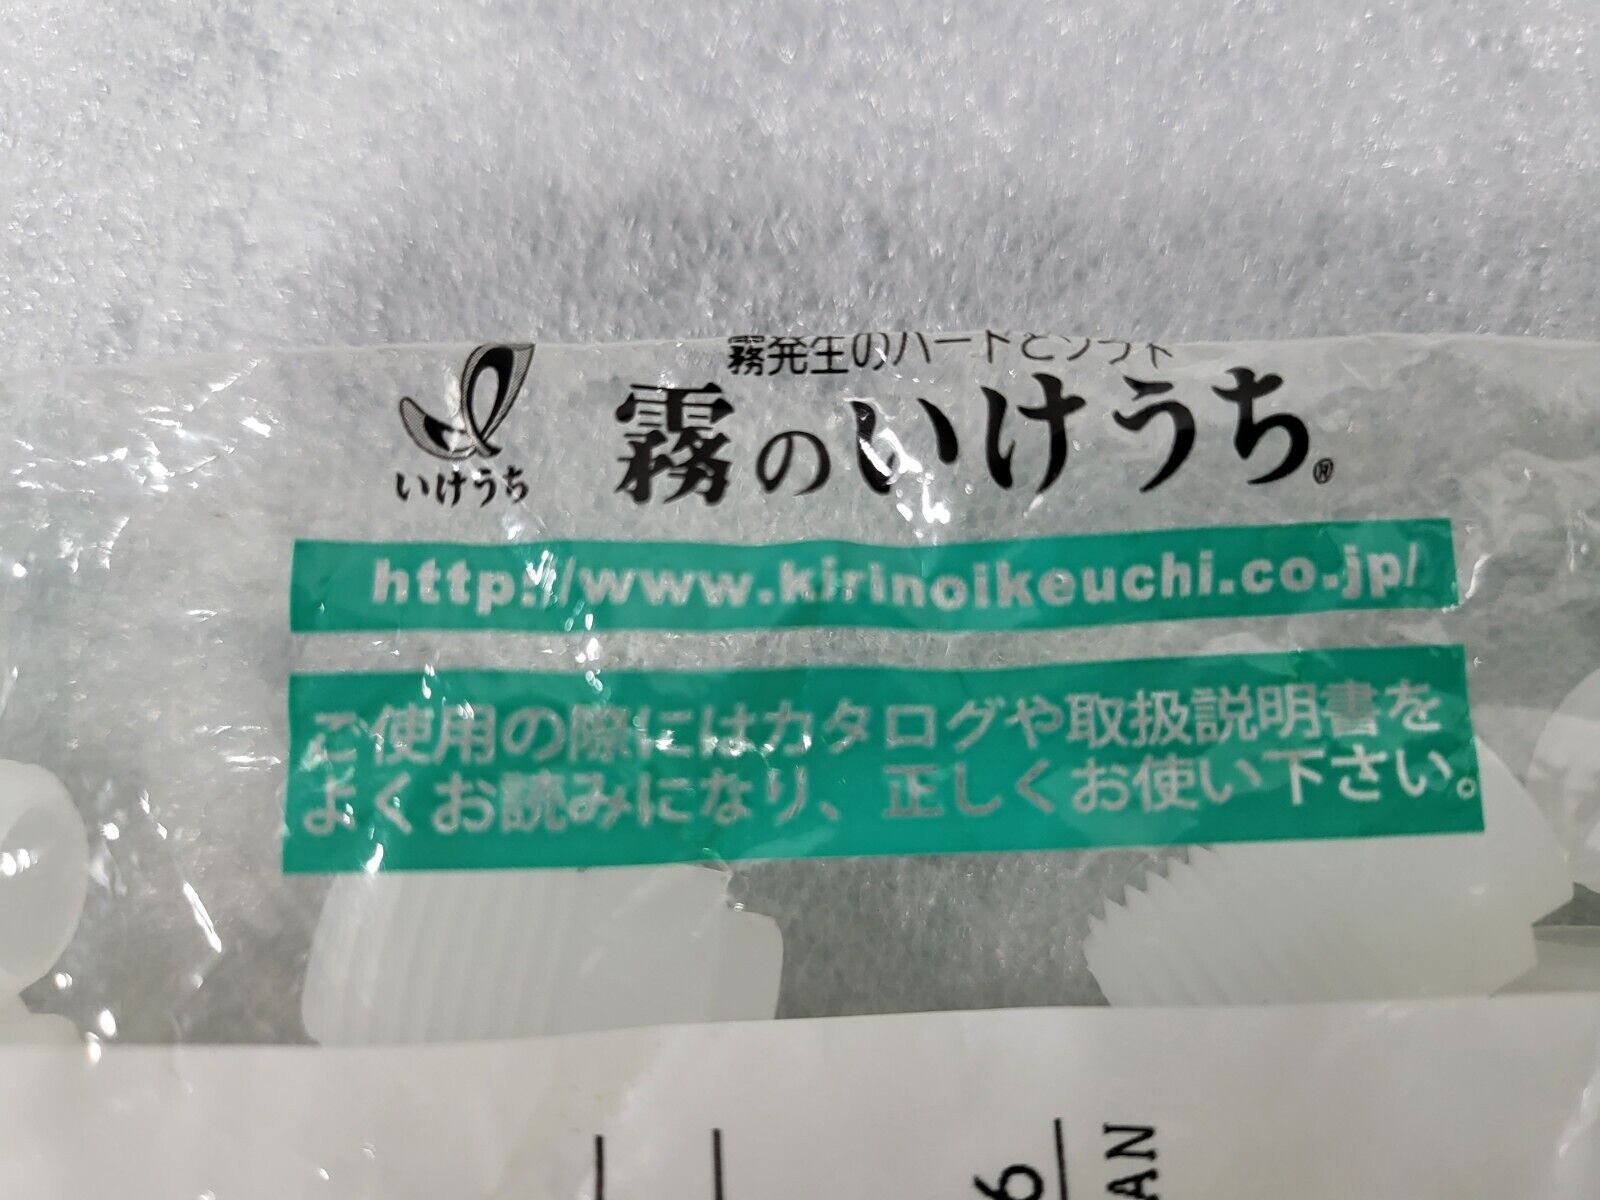 霧発生のハードとソフト
いけうち
霧のいけうち®
http://www.kirinoikeuchi.co.jp/
ご使用の際にはカタログや取扱説明書を
よくお読みになり、正しくお使い下さい。
6
AN